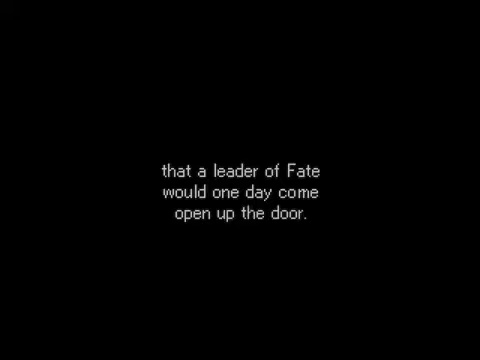 that a leader of Fate
would one day come
open up the door.